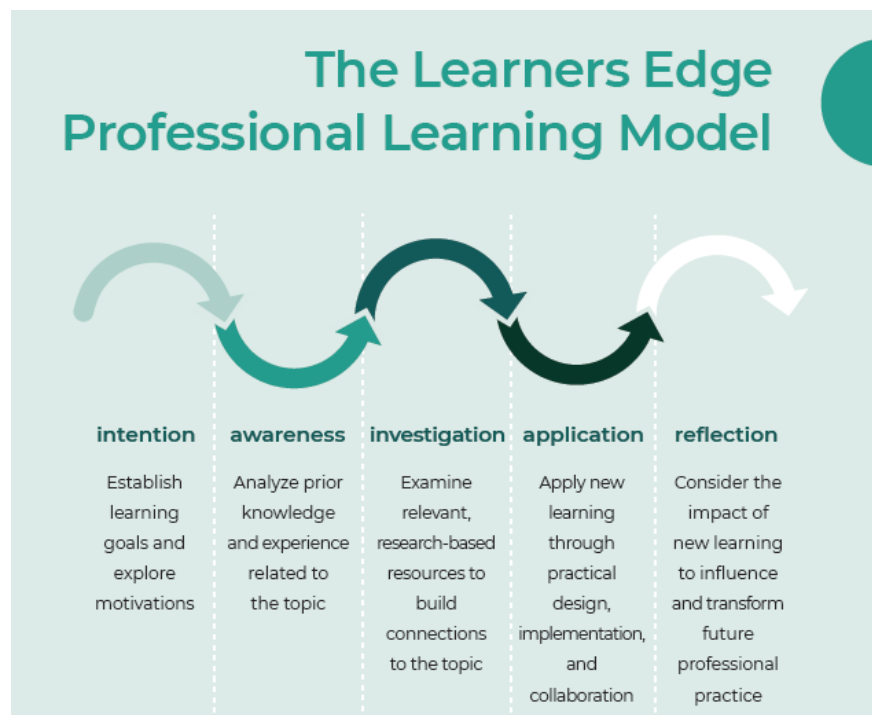 The Learners Edge
Professional Learning Model
intention
Establish
learning
goals and
explore
motivations
awareness
Analyze prior
knowledge
and experience
related to
the topic
investigation
Examine
relevant,
research-based
resources to
build
connections
to the topic
application
Apply new
learning
through
practical
design,
implementation,
and
collaboration
reflection
Consider the
impact of
new learning
to influence
and transform
future
professional
practice